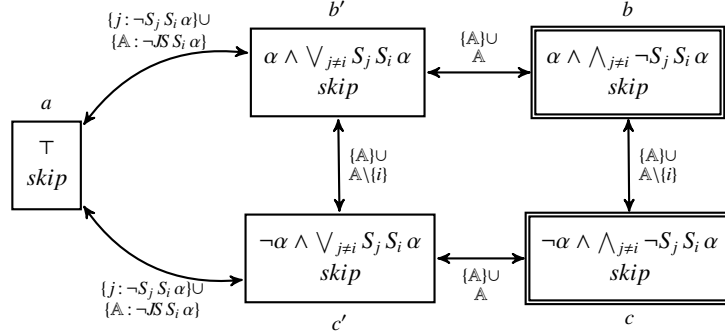 b′
b
{j : ¬S_j S_i α}∪
{𝔸 : ¬JS S_i α}
α ∧ ⋁_{j≠i} S_j S_i α
skip
{𝔸}∪
𝔸
α ∧ ⋀_{j≠i} ¬S_j S_i α
skip
a
⊤
skip
{𝔸}∪
𝔸\{i}
{𝔸}∪
𝔸\{i}
¬α ∧ ⋁_{j≠i} S_j S_i α
skip
{𝔸}∪
𝔸
¬α ∧ ⋀_{j≠i} ¬S_j S_i α
skip
{j : ¬S_j S_i α}∪
{𝔸 : ¬JS S_i α}
c′
c